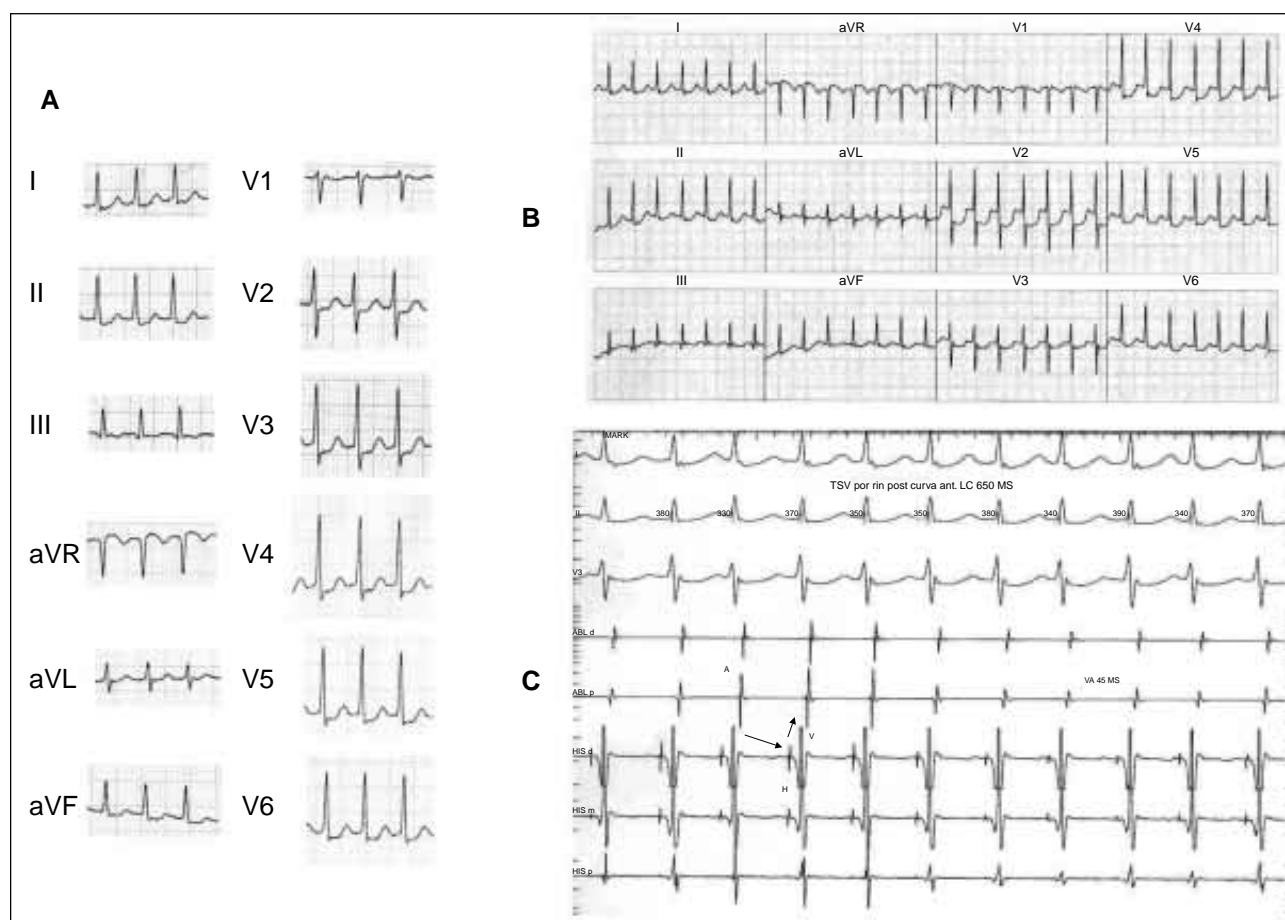 A
I
V1
II
V2
III
V3
aVR
V4
aVL
V5
aVF
V6
B
I
aVR
V1
V4
II
aVL
V2
V5
III
aVF
V3
V6
C
MARK
I
TSV por rin post curva ant. LC 650 MS
II
380 330 370 350 350 380 340 390 340 370
V3
ABL d
A
ABL p
VA 45 MS
V
HIS d
H
HIS m
HIS p